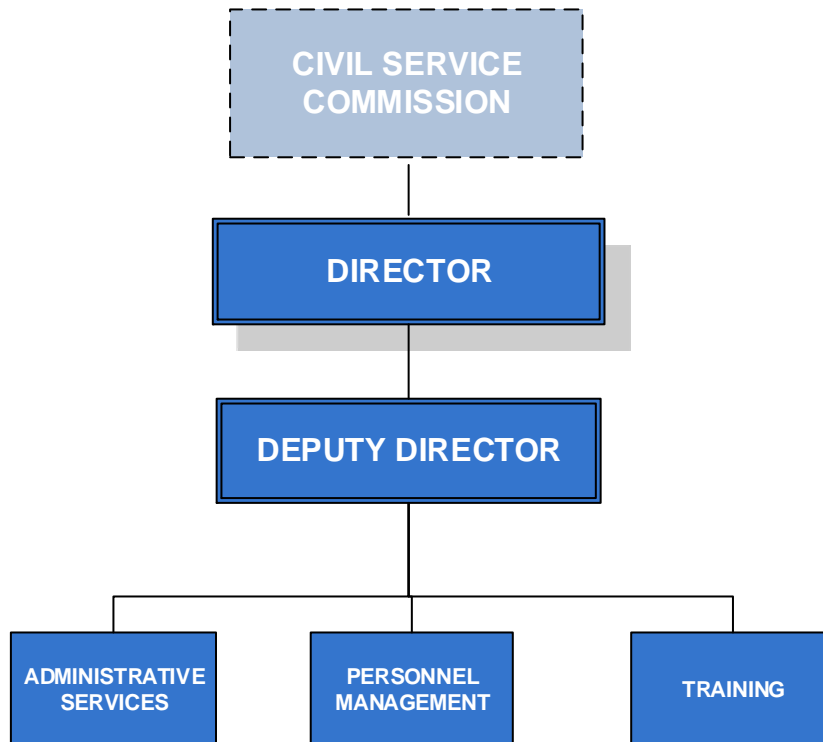 CIVIL SERVICE
COMMISSION
DIRECTOR
DEPUTY DIRECTOR
ADMINISTRATIVE
SERVICES
PERSONNEL
MANAGEMENT
TRAINING